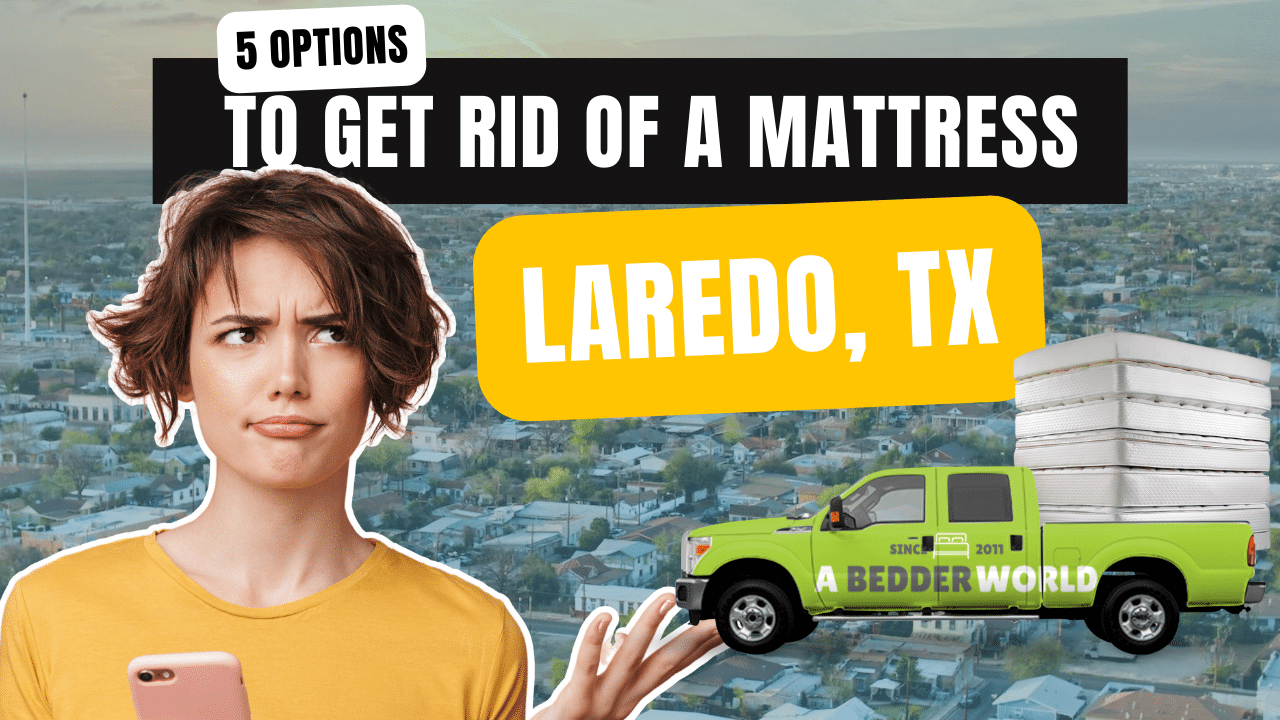 5 OPTIONS
TO GET RID OF A MATTRESS
LAREDO, TX
SINCE 2011
A BEDDER WORLD